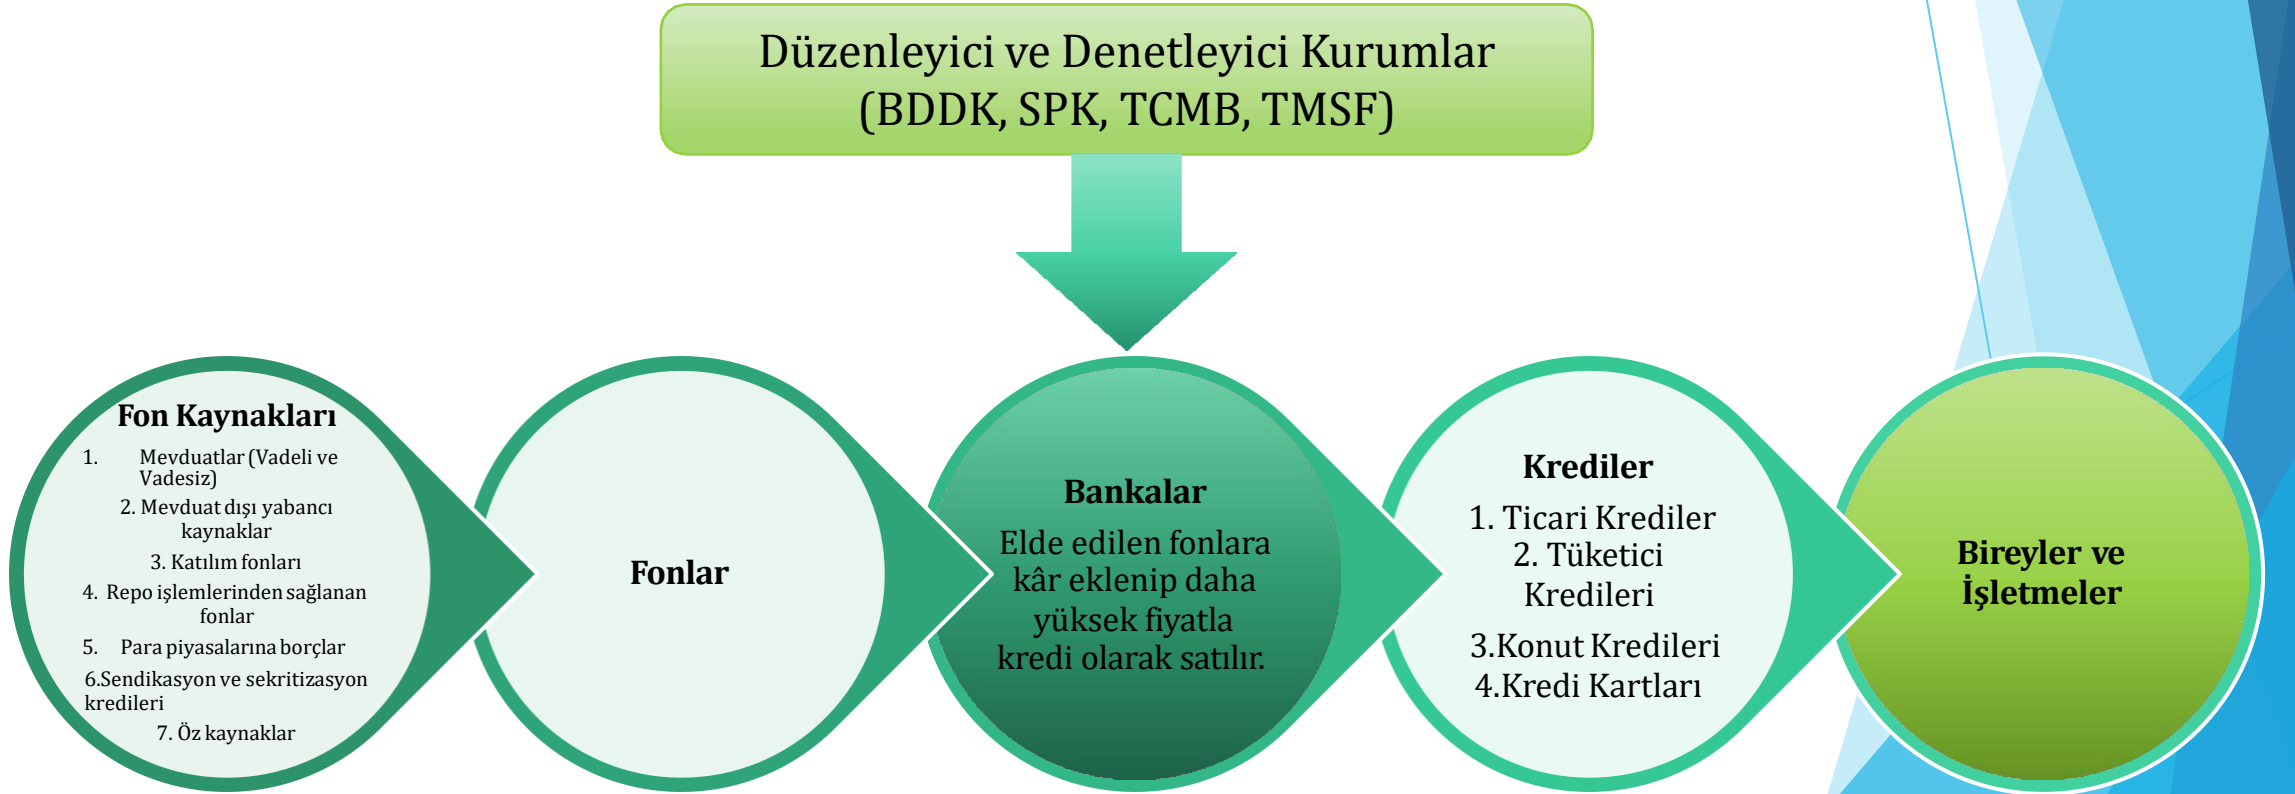 Düzenleyici ve Denetleyici Kurumlar
(BDDK, SPK, TCMB, TMSF)
Fon Kaynakları
1. Mevduatlar (Vadeli ve
Vadesiz)
2. Mevduat dışı yabancı
kaynaklar
3. Katılım fonları
4. Repo işlemlerinden sağlanan
fonlar
5. Para piyasalarına borçlar
6.Sendikasyon ve sekritizasyon
kredileri
7. Öz kaynaklar
Fonlar
Bankalar
Elde edilen fonlara
kâr eklenip daha
yüksek fiyatla
kredi olarak satılır.
Krediler
1. Ticari Krediler
2. Tüketici
Kredileri
3.Konut Kredileri
4.Kredi Kartları
Bireyler ve
İşletmeler